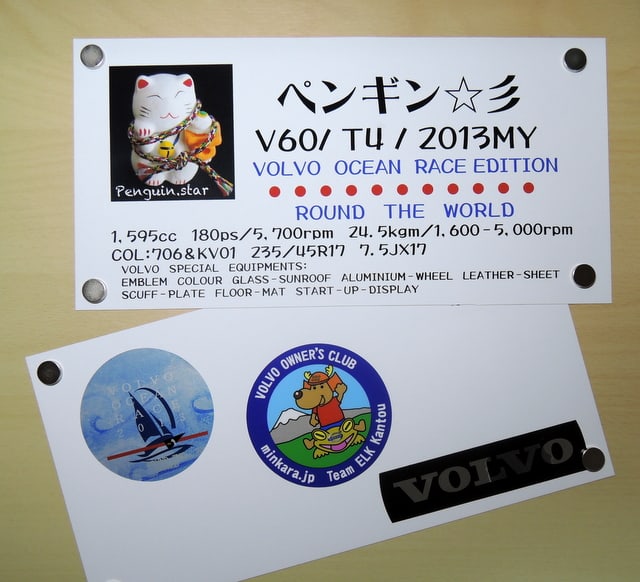 ペンギン☆彡
Penguin.star
V60/ T4 / 2013MY
VOLVO OCEAN RACE EDITION
ROUND THE WORLD
1,595cc 180ps/5,700rpm 24.5kgm/1,600-5,000rpm
COL:706&KV01 235/45R17 7.5JX17
VOLVO SPECIAL EQUIPMENTS:
EMBLEM COLOUR GLASS-SUNROOF ALUMINIUM-WHEEL LEATHER-SHEET
SCUFF-PLATE FLOOR-MAT START-UP-DISPLAY
VOLVO
OCEAN
RACE
VOLVO OWNER'S CLUB
minkara.jp Team ELK Kantou
VOLVO